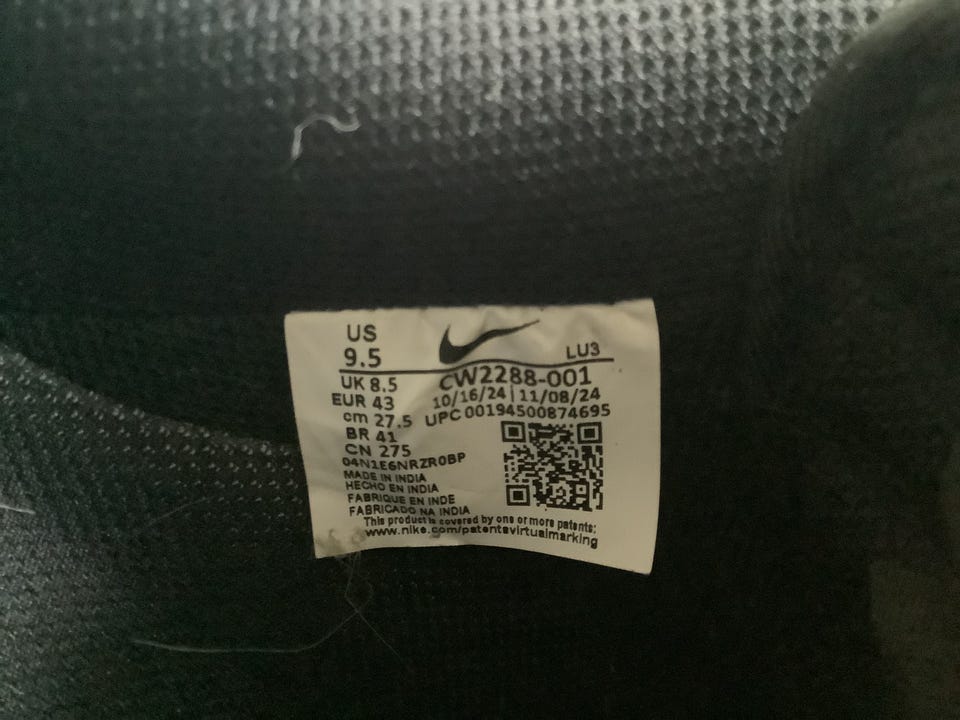 US
9.5
LU3
UK 8.5
CW2288-001
EUR 43
10/16/24|11/08/24
cm 27.5
UPC 00194500874695
BR 41
CN 275
04N1E6NRZR0BP
MADE IN INDIA
HECHO EN INDIA
FABRIQUE EN INDE
FABRICADO NA INDIA
This product is covered by one or more patents;
www.nike.com/patentsvirtualmarking